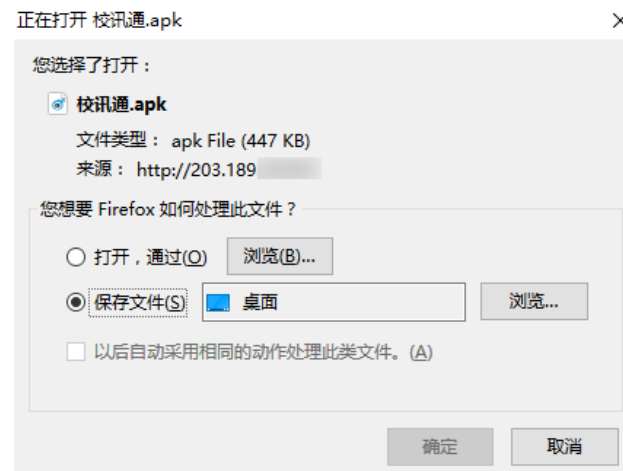 正在打开 校讯通.apk
您选择了打开：
校讯通.apk
文件类型： apk File (447 KB)
来源： http://203.189
您想要 Firefox 如何处理此文件？
打开，通过(O) 浏览(B)...
保存文件(S) 桌面 浏览...
以后自动采用相同的动作处理此类文件。(A)
确定 取消